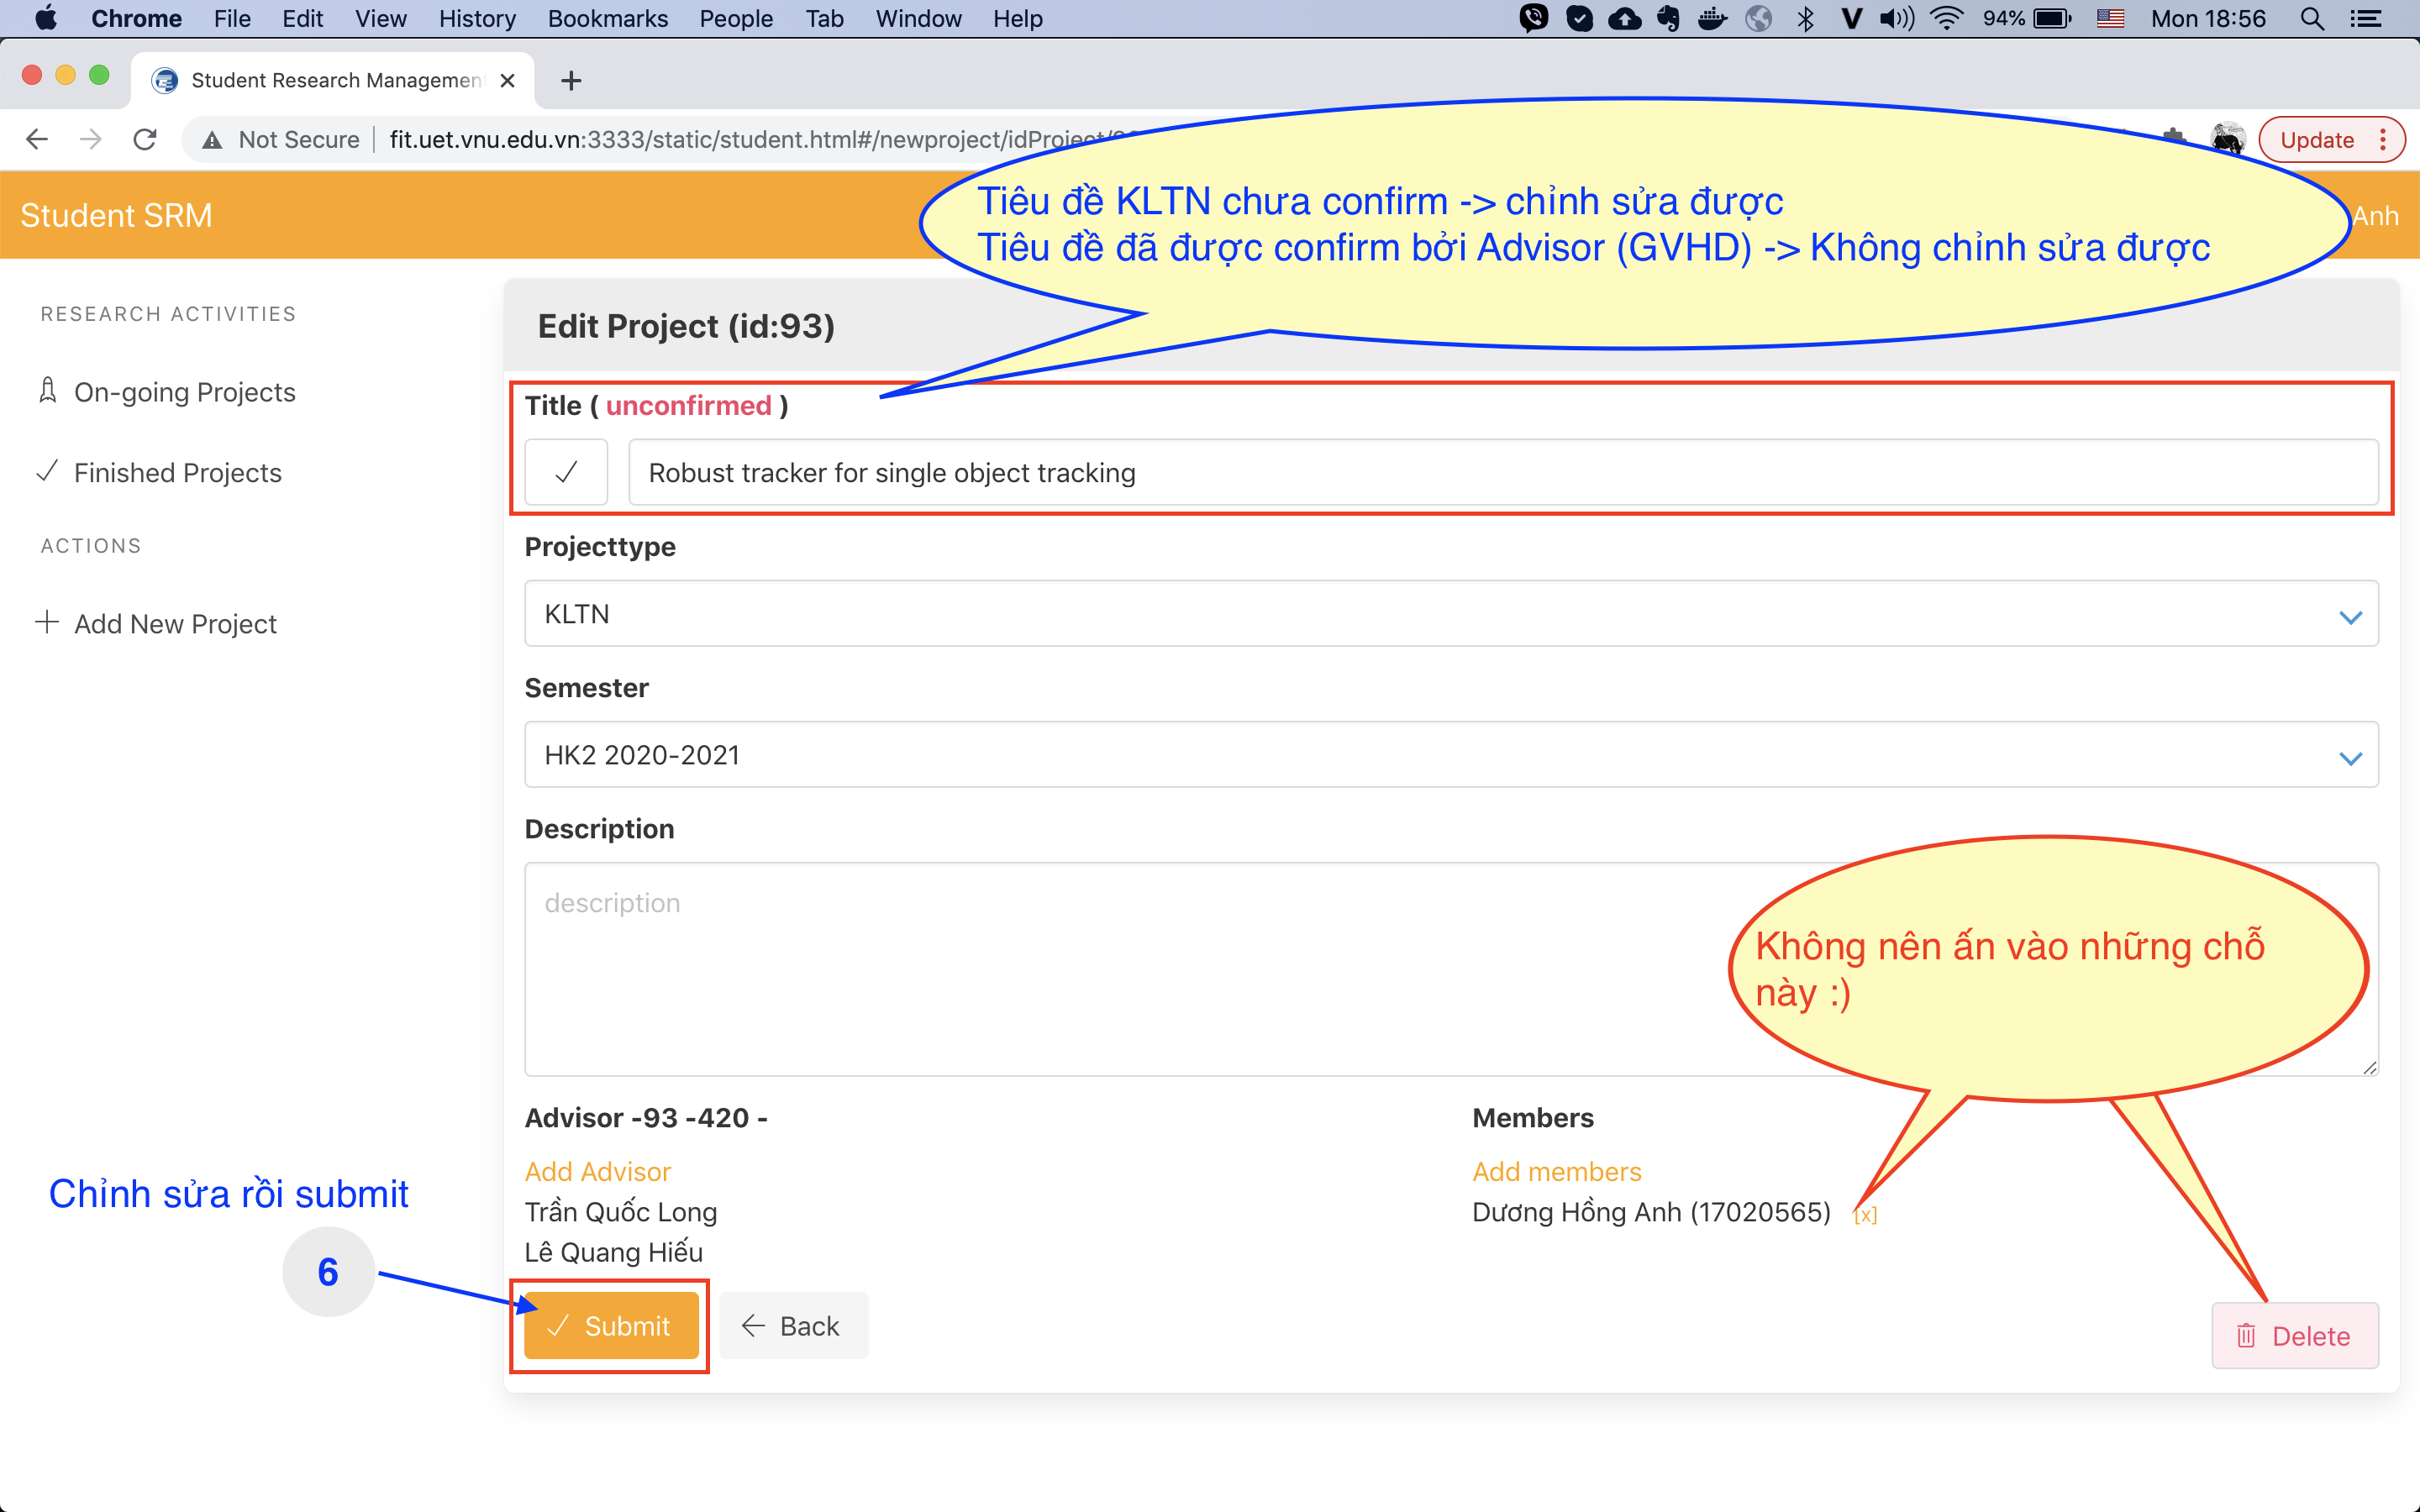 Chrome File Edit View History Bookmarks People Tab Window Help 94% Mon 18:56
Student Research Management
Not Secure fit.uet.vnu.edu.vn:3333/static/student.html#/newproject/idProject/ Update
Tiêu đề KLTN chưa confirm -> chỉnh sửa được
Tiêu đề đã được confirm bởi Advisor (GVHD) -> Không chỉnh sửa được
Student SRM
Anh
RESEARCH ACTIVITIES
On-going Projects
Finished Projects
ACTIONS
Add New Project
Edit Project (id:93)
Title ( unconfirmed )
Robust tracker for single object tracking
Projecttype
KLTN
Semester
HK2 2020-2021
Description
description
Không nên ấn vào những chỗ
này :)
Advisor -93 -420 -
Add Advisor
Trần Quốc Long
Lê Quang Hiếu
Members
Add members
Dương Hồng Anh (17020565) [x]
Chỉnh sửa rồi submit
6
Submit
Back
Delete